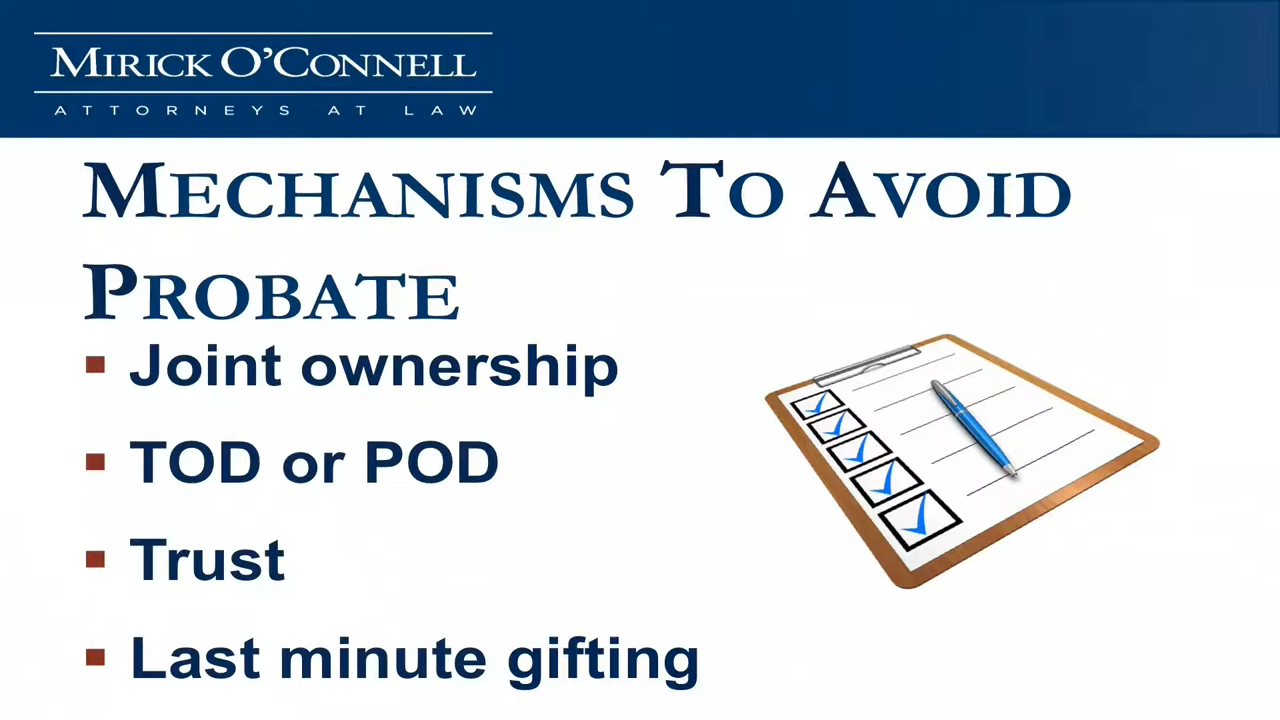 MIRICK O'CONNELL
ATTORNEYS AT LAW
MECHANISMS TO AVOID
PROBATE
▪ Joint ownership
▪ TOD or POD
▪ Trust
▪ Last minute gifting